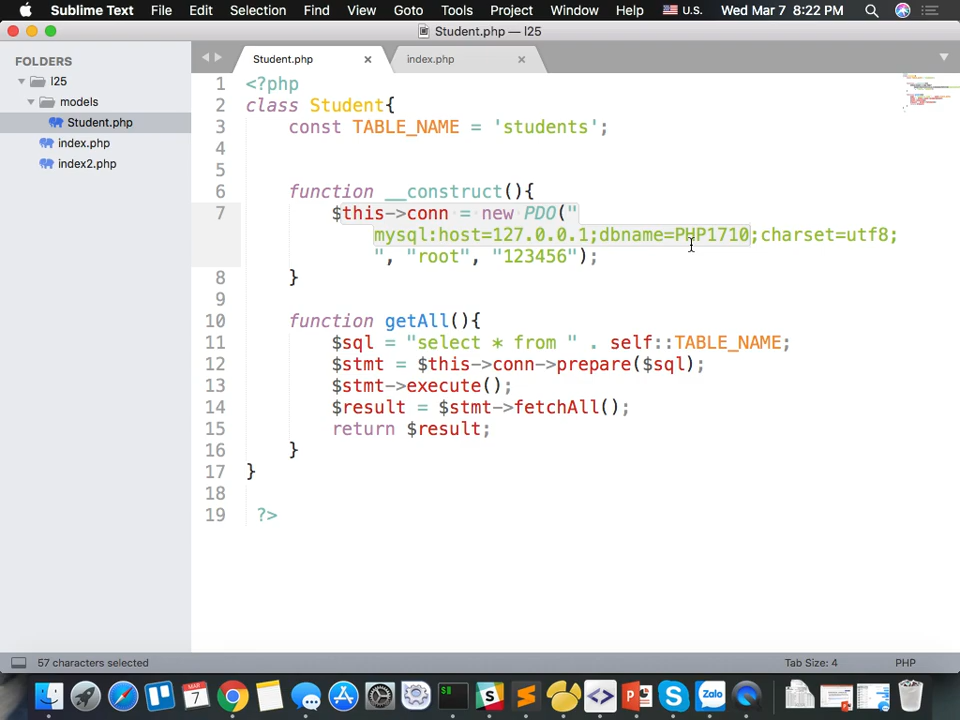 Sublime Text File Edit Selection Find View Goto Tools Project Window Help U.S. Wed Mar 7 8:22 PM
Student.php — l25
FOLDERS
l25
models
Student.php
index.php
index2.php
Student.php × index.php ×
1 <?php
2 class Student{
3 const TABLE_NAME = 'students';
4
5
6 function __construct(){
7 $this->conn = new PDO("
mysql:host=127.0.0.1;dbname=PHP1710;charset=utf8;
", "root", "123456");
8 }
9
10 function getAll(){
11 $sql = "select * from " . self::TABLE_NAME;
12 $stmt = $this->conn->prepare($sql);
13 $stmt->execute();
14 $result = $stmt->fetchAll();
15 return $result;
16 }
17 }
18
19 ?>
57 characters selected Tab Size: 4 PHP
MAR
7
Zalo